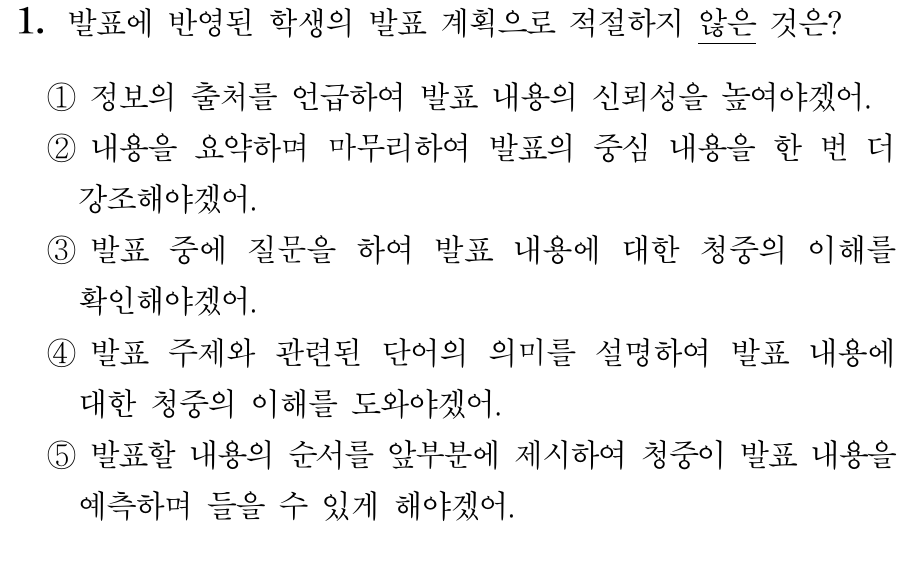 1. 발표에 반영된 학생의 발표 계획으로 적절하지 않은 것은?
① 정보의 출처를 언급하여 발표 내용의 신뢰성을 높여야겠어.
② 내용을 요약하며 마무리하여 발표의 중심 내용을 한 번 더
강조해야겠어.
③ 발표 중에 질문을 하여 발표 내용에 대한 청중의 이해를
확인해야겠어.
④ 발표 주제와 관련된 단어의 의미를 설명하여 발표 내용에
대한 청중의 이해를 도와야겠어.
⑤ 발표할 내용의 순서를 앞부분에 제시하여 청중이 발표 내용을
예측하며 들을 수 있게 해야겠어.